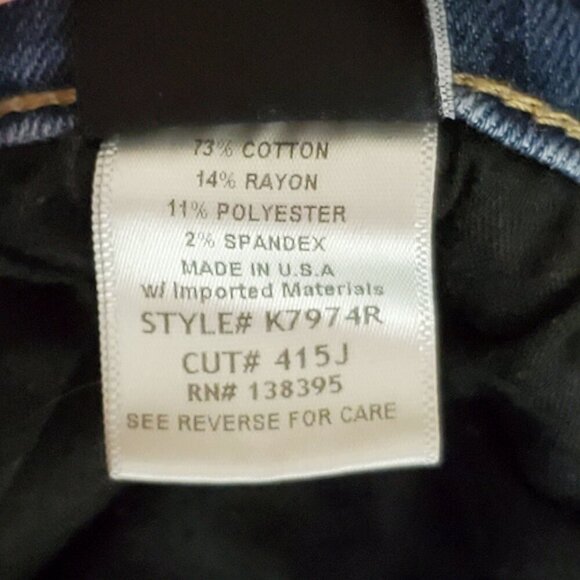 73% COTTON
14% RAYON
11% POLYESTER
2% SPANDEX
MADE IN U.S.A
w/ Imported Materials
STYLE# K7974R
CUT# 415J
RN# 138395
SEE REVERSE FOR CARE